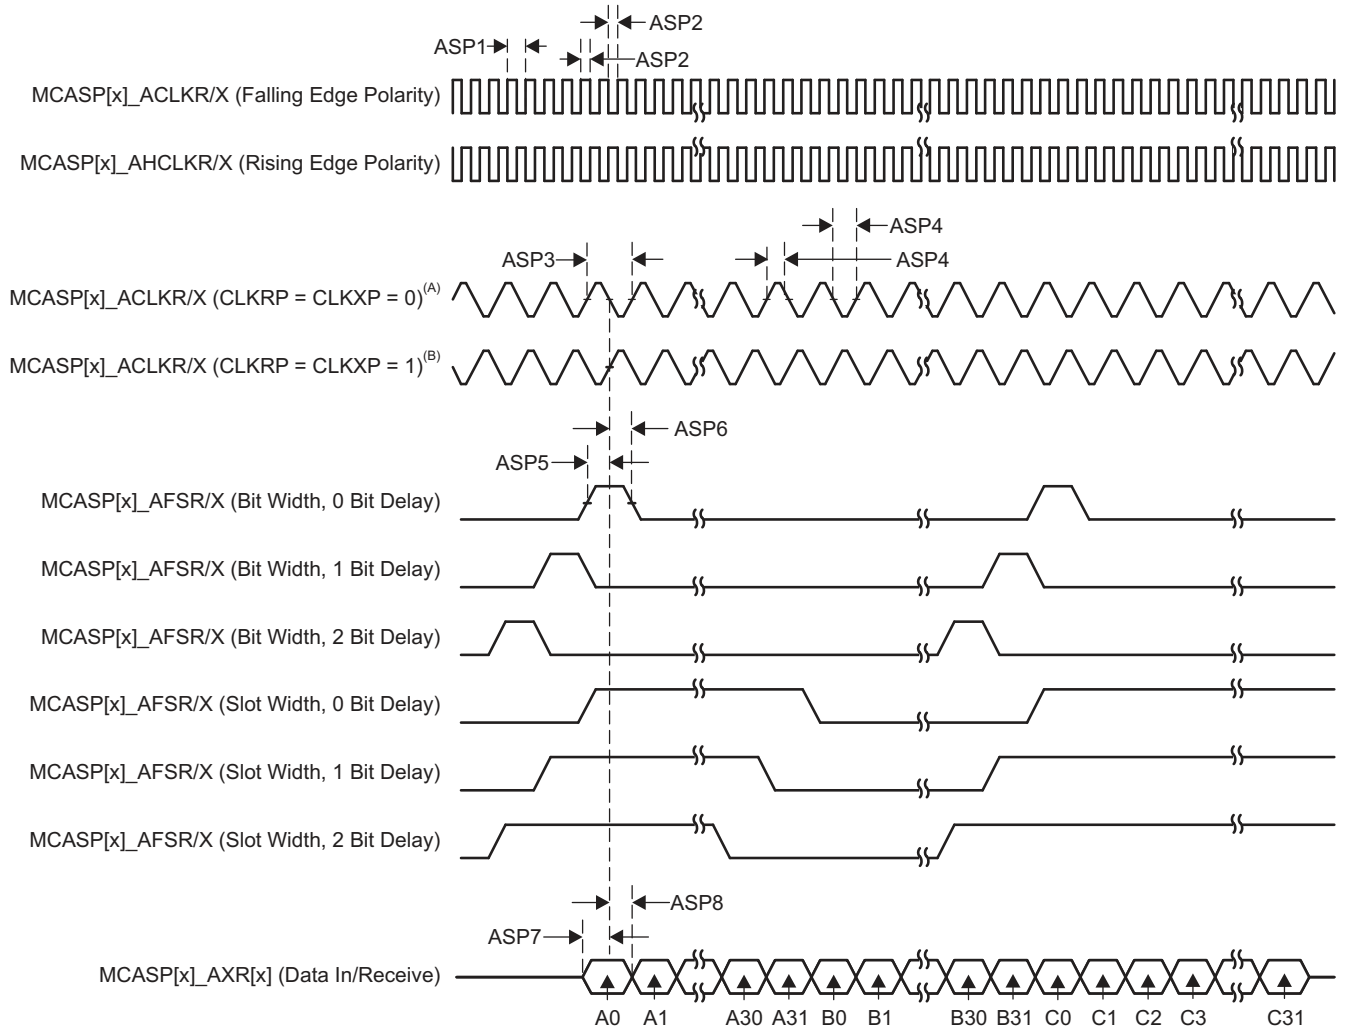 ASP2
ASP1
ASP2
MCASP[x]_ACLKR/X (Falling Edge Polarity)
MCASP[x]_AHCLKR/X (Rising Edge Polarity)
ASP4
ASP3
ASP4
MCASP[x]_ACLKR/X (CLKRP = CLKXP = 0)(A)
MCASP[x]_ACLKR/X (CLKRP = CLKXP = 1)(B)
ASP6
ASP5
MCASP[x]_AFSR/X (Bit Width, 0 Bit Delay)
MCASP[x]_AFSR/X (Bit Width, 1 Bit Delay)
MCASP[x]_AFSR/X (Bit Width, 2 Bit Delay)
MCASP[x]_AFSR/X (Slot Width, 0 Bit Delay)
MCASP[x]_AFSR/X (Slot Width, 1 Bit Delay)
MCASP[x]_AFSR/X (Slot Width, 2 Bit Delay)
ASP8
ASP7
MCASP[x]_AXR[x] (Data In/Receive)
A0 A1 A30 A31 B0 B1 B30 B31 C0 C1 C2 C3 C31